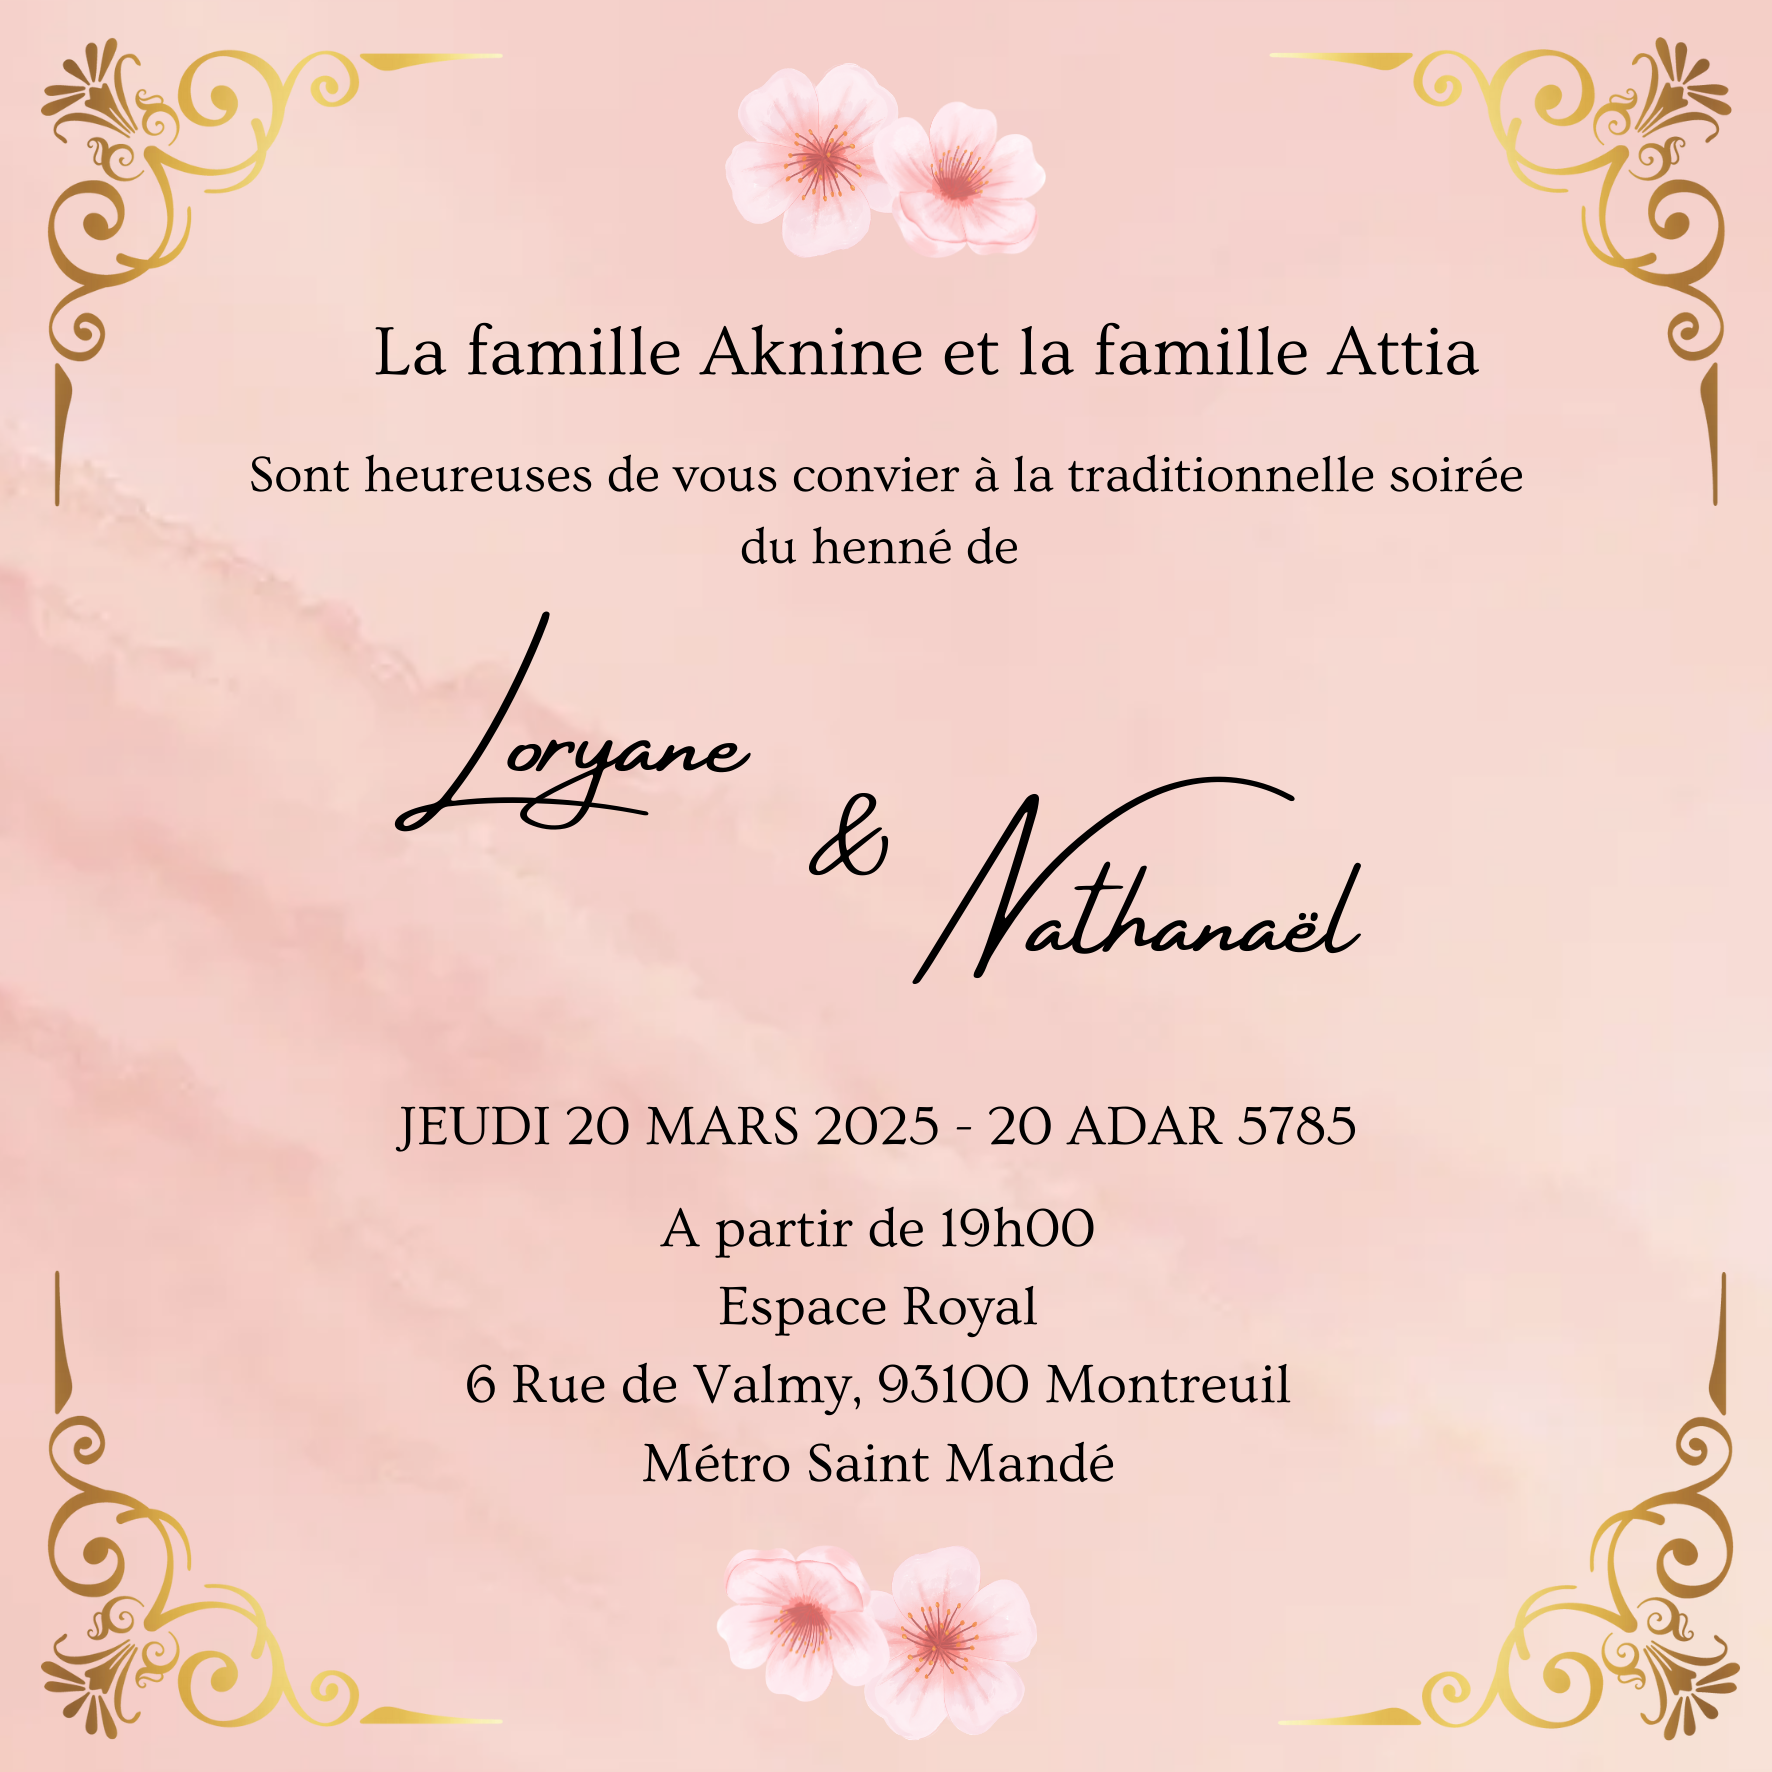 La famille Aknine et la famille Attia
Sont heureuses de vous convier à la traditionnelle soirée
du henné de
Loryane
&
Nathanaël
JEUDI 20 MARS 2025 - 20 ADAR 5785
A partir de 19h00
Espace Royal
6 Rue de Valmy, 93100 Montreuil
Métro Saint Mandé